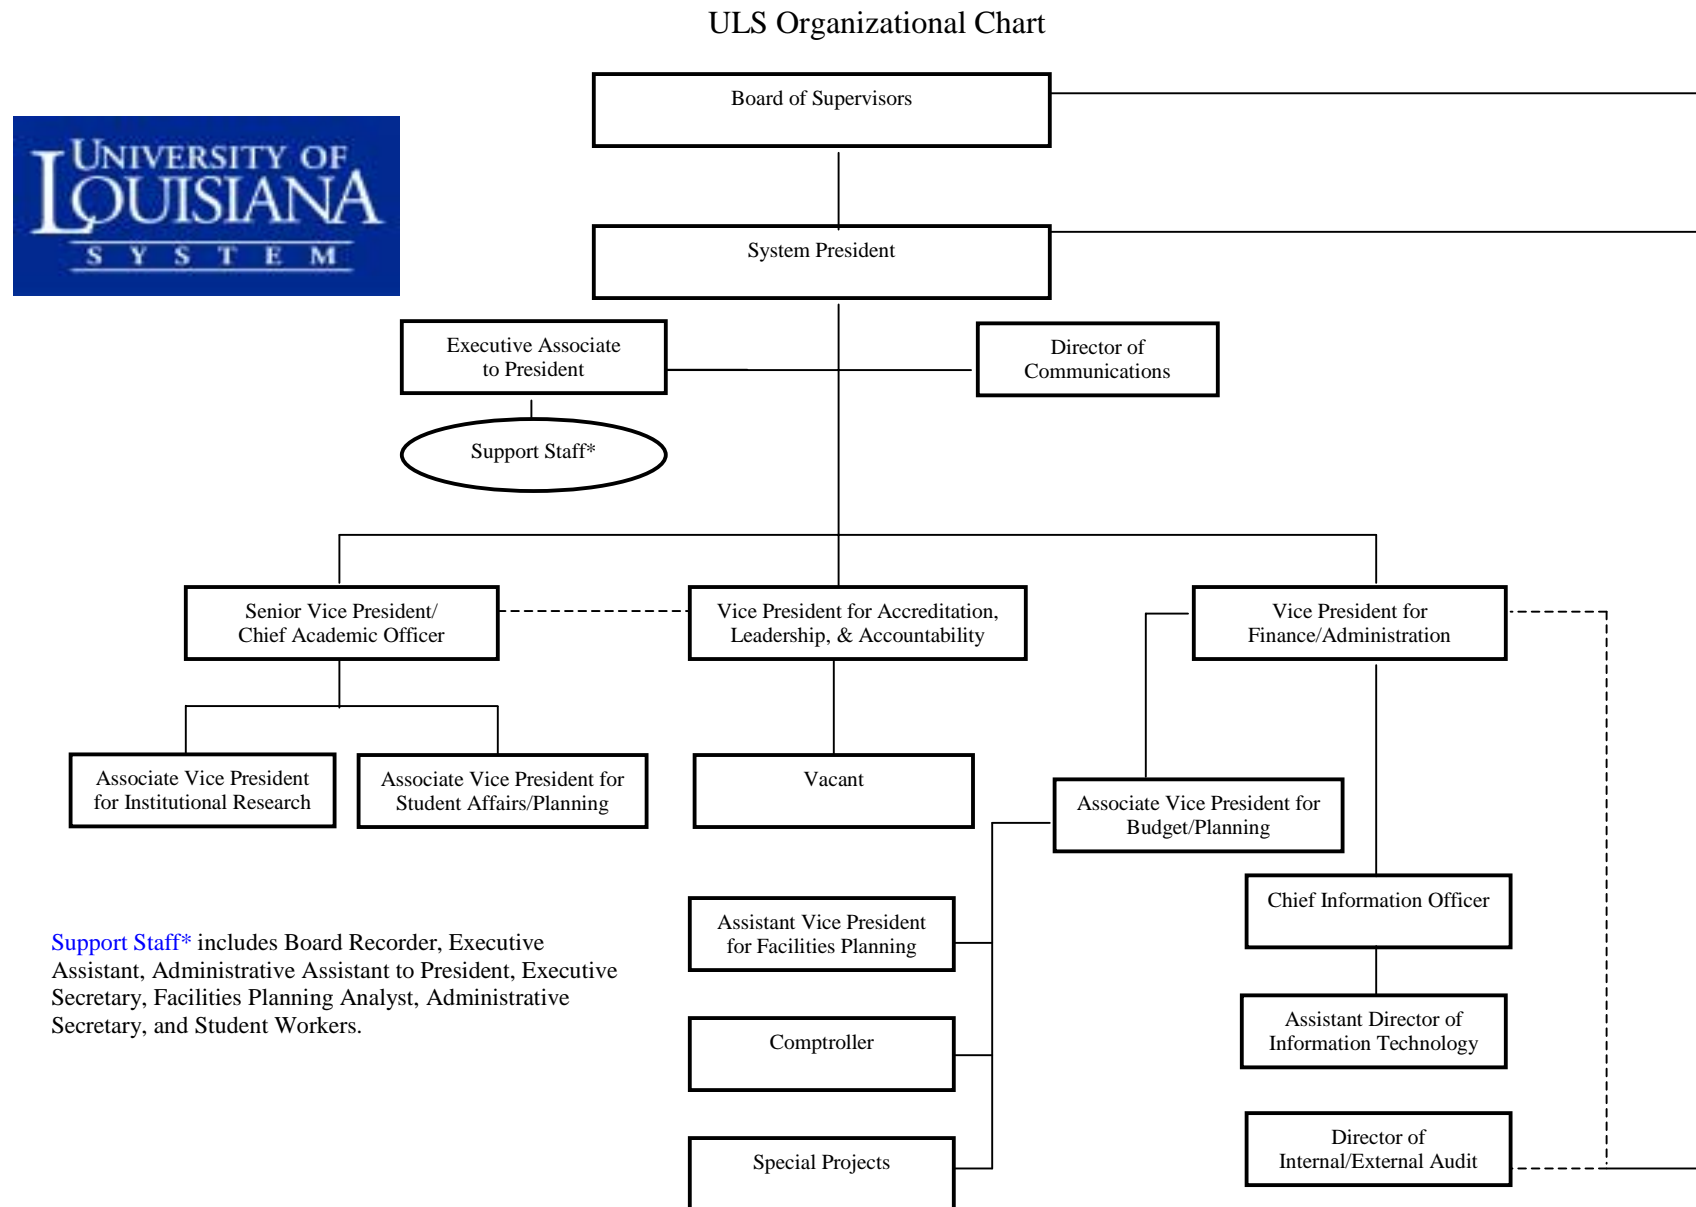 ULS Organizational Chart
Board of Supervisors
UNIVERSITY OF
LOUISIANA
SYSTEM
System President
Executive Associate
to President
Director of
Communications
Support Staff*
Senior Vice President/
Chief Academic Officer
Vice President for Accreditation,
Leadership, & Accountability
Vice President for
Finance/Administration
Associate Vice President
for Institutional Research
Associate Vice President for
Student Affairs/Planning
Vacant
Associate Vice President for
Budget/Planning
Chief Information Officer
Assistant Vice President
for Facilities Planning
Support Staff* includes Board Recorder, Executive
Assistant, Administrative Assistant to President, Executive
Secretary, Facilities Planning Analyst, Administrative
Secretary, and Student Workers.
Assistant Director of
Information Technology
Comptroller
Director of
Internal/External Audit
Special Projects